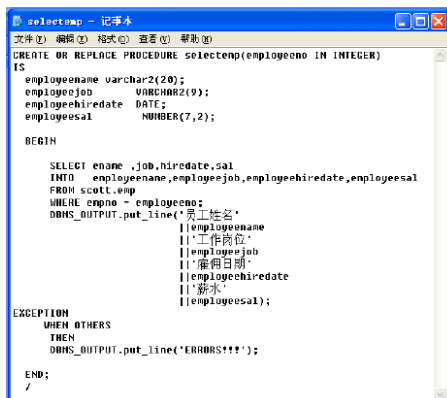 selectemp - 记事本
文件(F) 编辑(E) 格式(O) 查看(V) 帮助(H)
CREATE OR REPLACE PROCEDURE selectemp(employeeno IN INTEGER)
IS
employeename varchar2(20);
employeejob VARCHAR2(9);
employeehiredate DATE;
employeesal NUMBER(7,2);
BEGIN
SELECT ename ,job,hiredate,sal
INTO employeename,employeejob,employeehiredate,employeesal
FROM scott.emp
WHERE empno = employeeno;
DBMS_OUTPUT.put_line('员工姓名'
||employeename
||'工作岗位'
||employeejob
||'雇佣日期'
||employeehiredate
||'薪水'
||employeesal);
EXCEPTION
WHEN OTHERS
THEN
DBMS_OUTPUT.put_line('ERRORS!!!');
END;
/